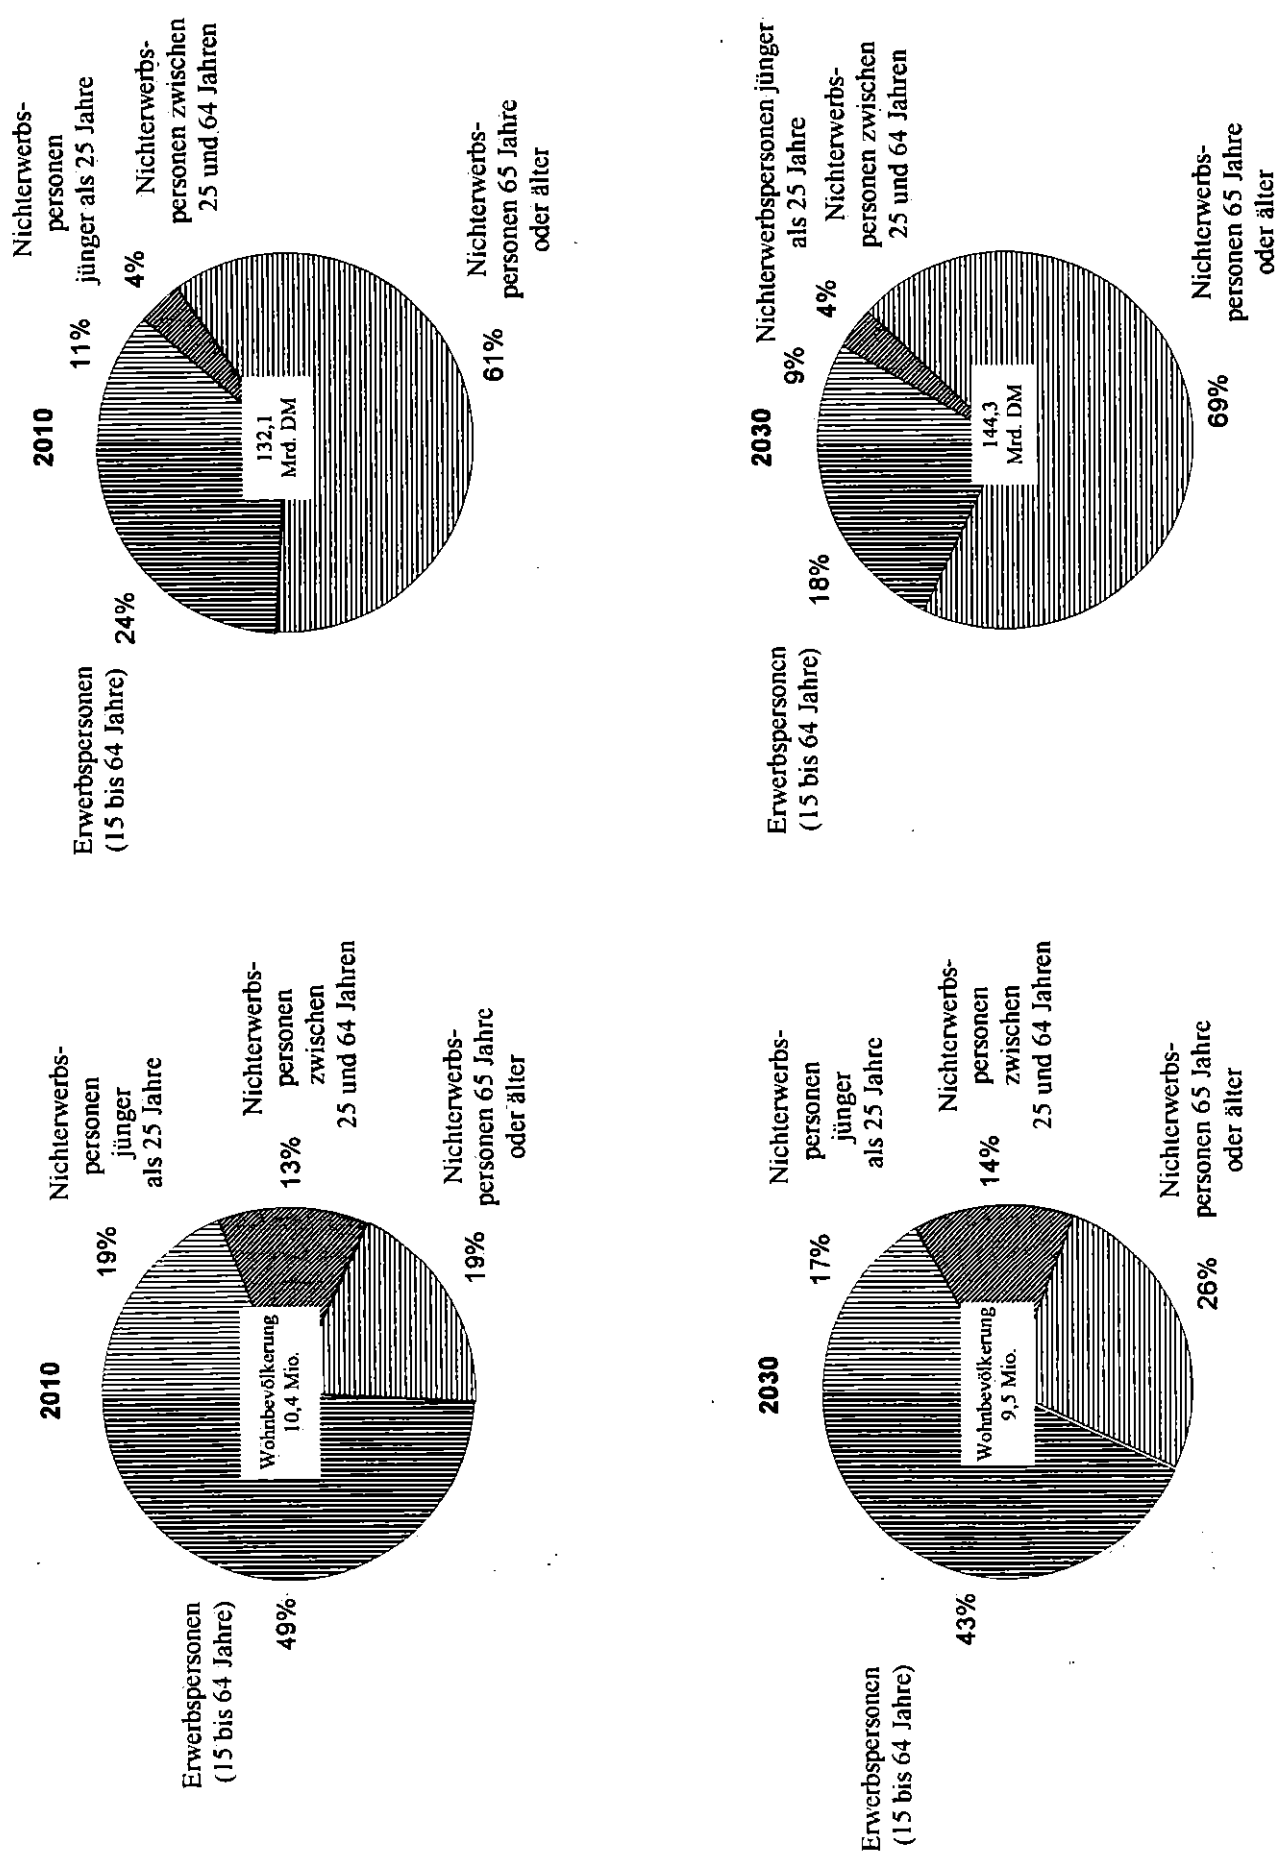 2010
Erwerbspersonen
(15 bis 64 Jahre)
49%
Nichterwerbs-
personen
jünger
als 25 Jahre
19%
Nichterwerbs-
personen
zwischen
25 und 64 Jahren
13%
Nichterwerbs-
personen 65 Jahre
oder älter
19%
Wohnbevölkerung
10,4 Mio.
2010
Erwerbspersonen
(15 bis 64 Jahre)
24%
Nichterwerbs-
personen
jünger als 25 Jahre
11%
Nichterwerbs-
personen zwischen
25 und 64 Jahren
4%
Nichterwerbs-
personen 65 Jahre
oder älter
61%
132,1
Mrd. DM
2030
Erwerbspersonen
(15 bis 64 Jahre)
43%
Nichterwerbs-
personen
jünger
als 25 Jahre
17%
Nichterwerbs-
personen
zwischen
25 und 64 Jahren
14%
Nichterwerbs-
personen 65 Jahre
oder älter
26%
Wohnbevölkerung
9,5 Mio.
2030
Erwerbspersonen
(15 bis 64 Jahre)
18%
Nichterwerbspersonen jünger
als 25 Jahre
9%
Nichterwerbs-
personen zwischen
25 und 64 Jahren
4%
Nichterwerbs-
personen 65 Jahre
oder älter
69%
144,3
Mrd. DM